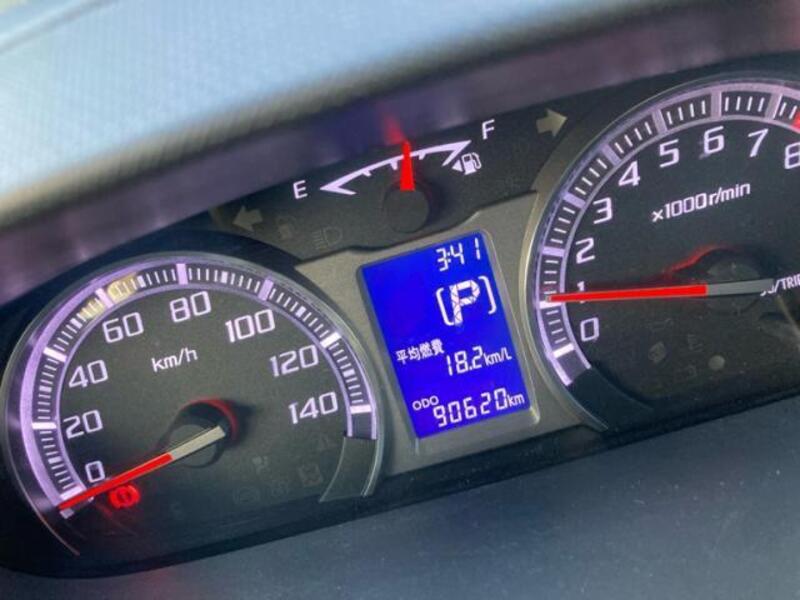 E F
0 20 40 60 80 100 120 140
km/h
3:41
P
平均燃費
18.2km/L
ODO
90620km
0 1 2 3 4 5 6 7 8
×1000r/min
/TRIP